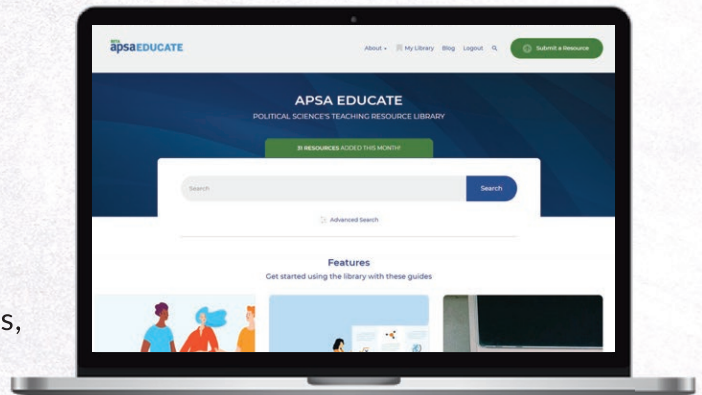 BETA
apsaEDUCATE
About My Library Blog Logout Submit a Resource
APSA EDUCATE
POLITICAL SCIENCE'S TEACHING RESOURCE LIBRARY
31 RESOURCES ADDED THIS MONTH!
Search Search
Advanced Search
Features
Get started using the library with these guides
s,